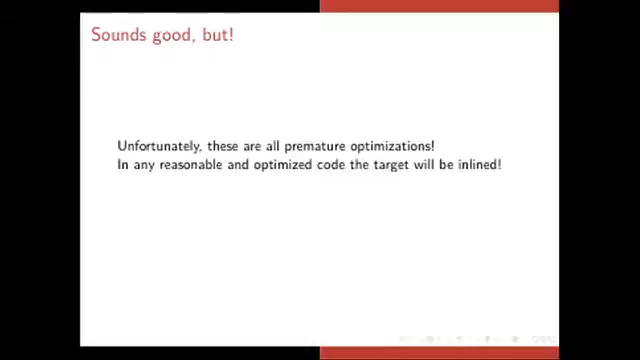 Sounds good, but!
Unfortunately, these are all premature optimizations!
In any reasonable and optimized code the target will be inlined!